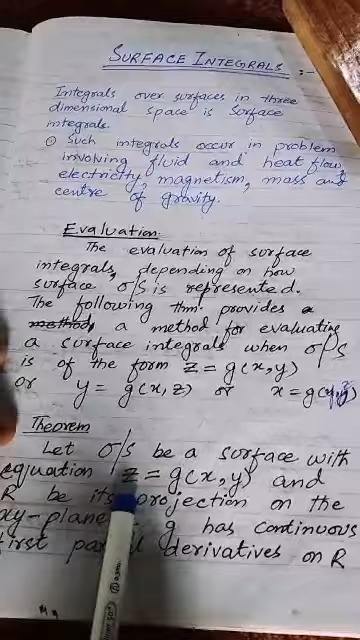 SURFACE INTEGRALS :-
Integrals over surfaces in three
dimensional space is Surface
integrals.
Such integrals occur in problem
involving fluid and heat flow,
electricity, magnetism, mass and
centre of gravity.
Evaluation:
The evaluation of surface
integrals, depending on how
surface σ/S is represented.
The following thm. provides a
method, a method for evaluating
a surface integrals when σ/S
is of the form z = g(x,y)
or y = g(x,z) or x = g(y,z)
Theorem
Let σ/S be a surface with
equation z = g(x,y) and
R be its projection on the
xy-plane g has continuous
first partial derivatives on R